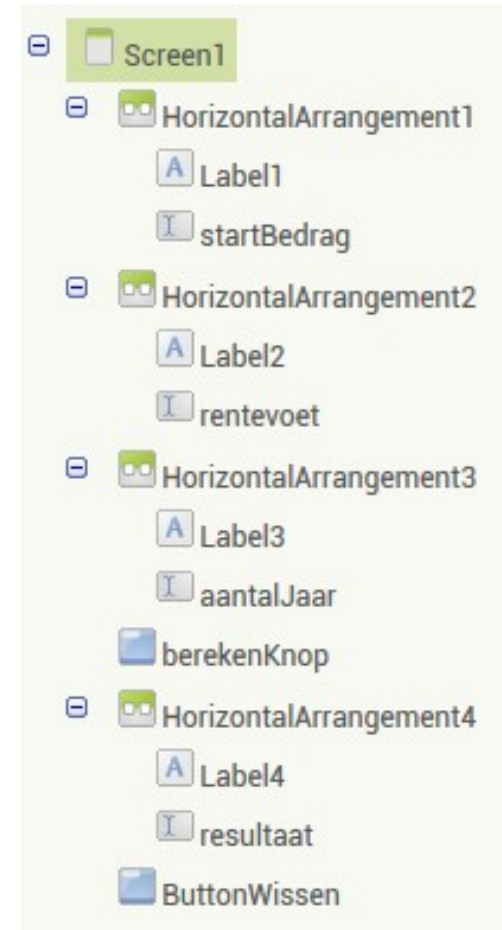 Screen1
HorizontalArrangement1
A Label1
startBedrag
HorizontalArrangement2
A Label2
rentevoet
HorizontalArrangement3
A Label3
aantalJaar
berekenKnop
HorizontalArrangement4
A Label4
resultaat
ButtonWissen